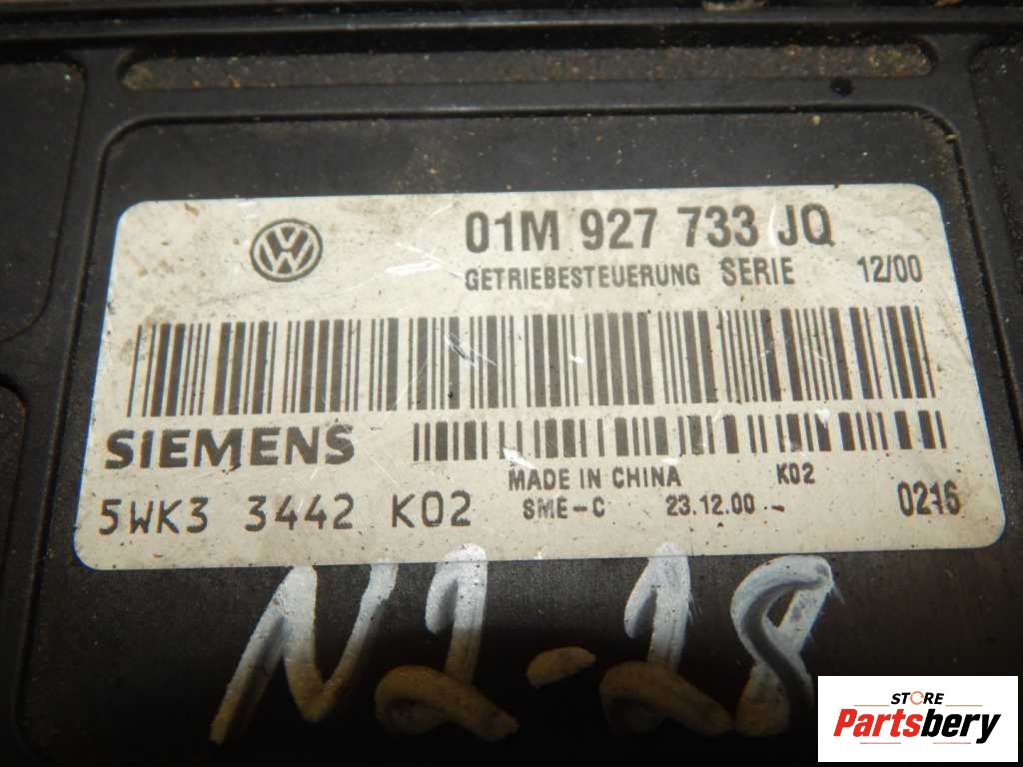 01M 927 733 JQ
GETRIEBESTEUERUNG SERIE 12/00
SIEMENS
MADE IN CHINA K02
5WK3 3442 K02 SME-C 23.12.00 0216
STORE
Partsbery